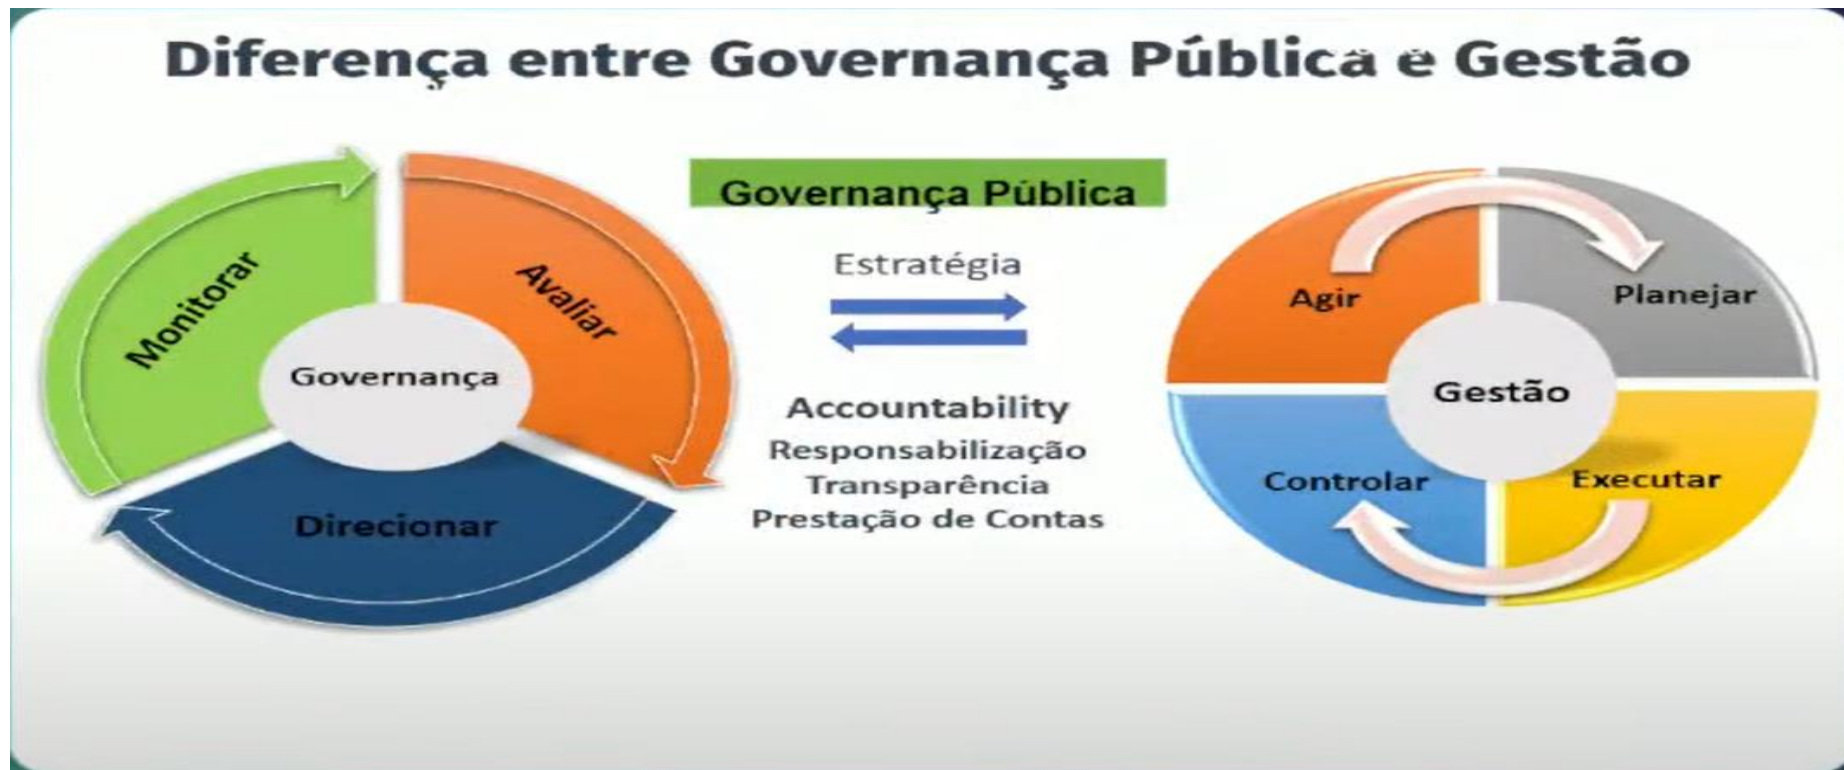 Diferença entre Governança Pública e Gestão
Monitorar
Avaliar
Governança
Direcionar
Governança Pública
Estratégia
Accountability
Responsabilização
Transparência
Prestação de Contas
Agir
Planejar
Gestão
Controlar
Executar